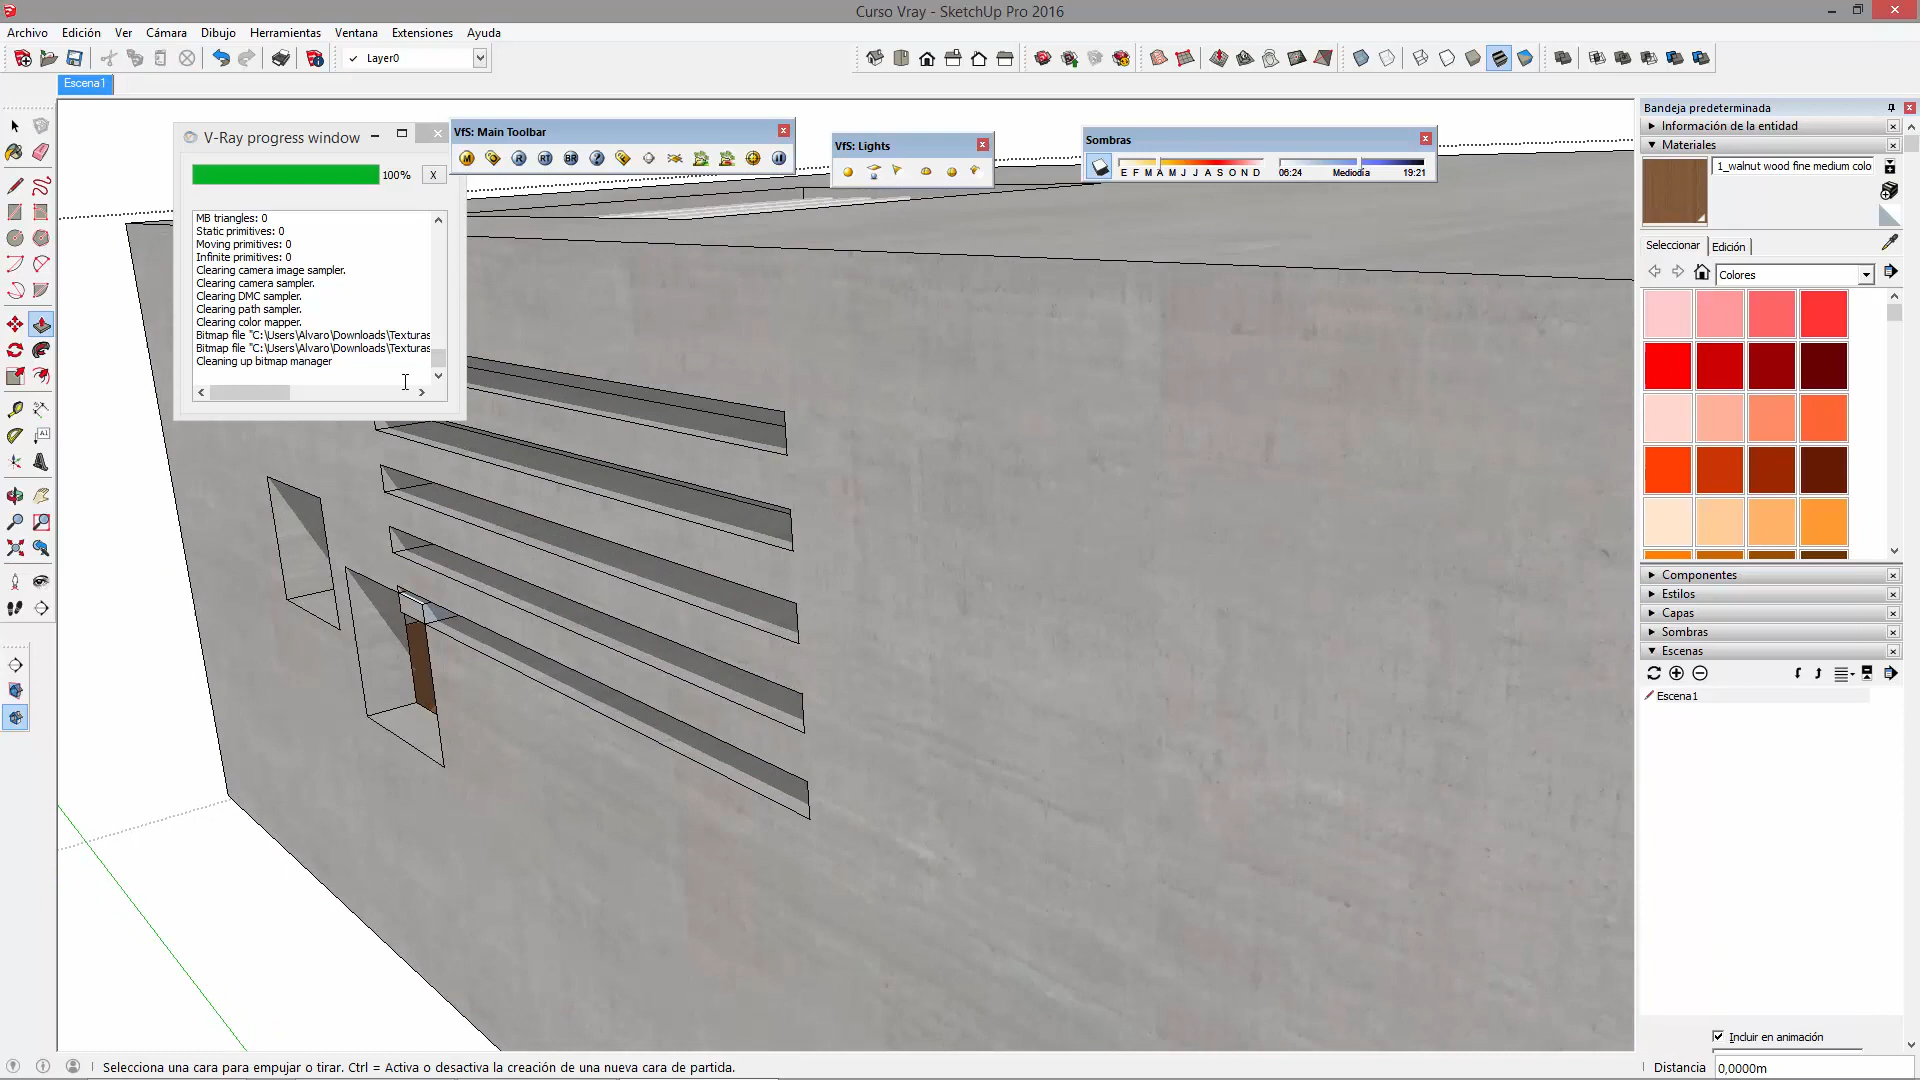 Curso Vray - SketchUp Pro 2016
Archivo Edición Ver Cámara Dibujo Herramientas Ventana Extensiones Ayuda
Layer0
Escena1
V-Ray progress window
100%
X
MB triangles: 0
Static primitives: 0
Moving primitives: 0
Infinite primitives: 0
Clearing camera image sampler.
Clearing camera sampler.
Clearing DMC sampler.
Clearing path sampler.
Clearing color mapper.
Bitmap file "C:\Users\Alvaro\Downloads\Texturas
Bitmap file "C:\Users\Alvaro\Downloads\Texturas
Cleaning up bitmap manager
VfS: Main Toolbar
M R RT BR ?
VfS: Lights
Sombras
E F M A M J J A S O N D 06:24 Mediodía 19:21
Bandeja predeterminada
Información de la entidad
Materiales
1_walnut wood fine medium colo
Seleccionar Edición
Colores
Componentes
Estilos
Capas
Sombras
Escenas
Escena1
Incluir en animación
A1
Selecciona una cara para empujar o tirar. Ctrl = Activa o desactiva la creación de una nueva cara de partida.
Distancia 0,0000m